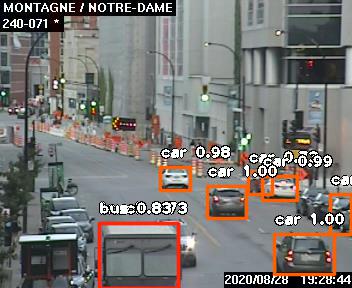 MONTAGNE / NOTRE-DAME
240-071 *
car 0.98
car 0.99
car 1.00
car
bus 0.8373
car 1.00
2020/08/28 19:28:44